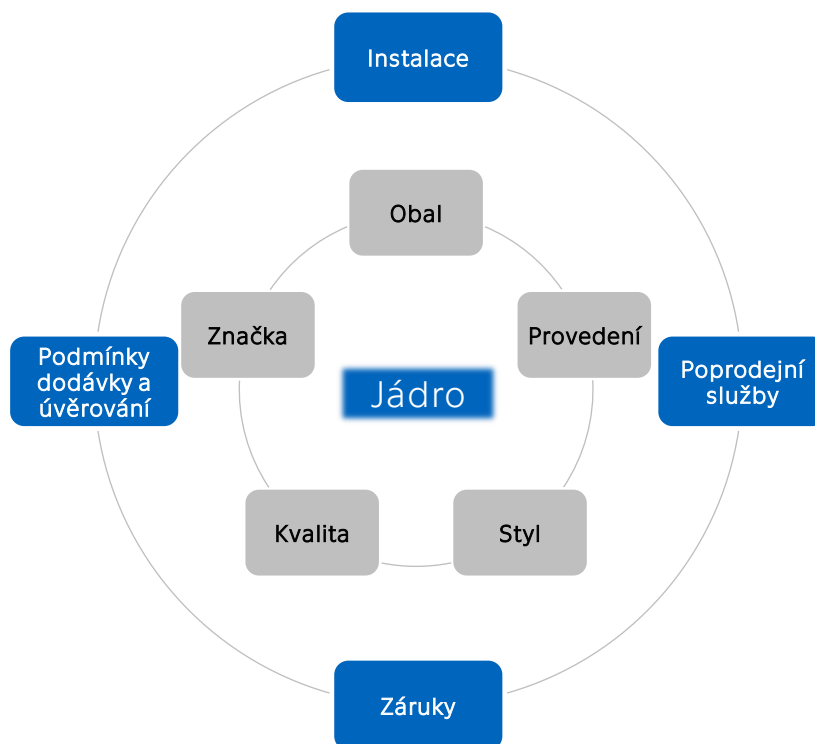 Instalace
Obal
Značka
Provedení
Podmínky
dodávky a
úvěrování
Jádro
Poprodejní
služby
Kvalita
Styl
Záruky